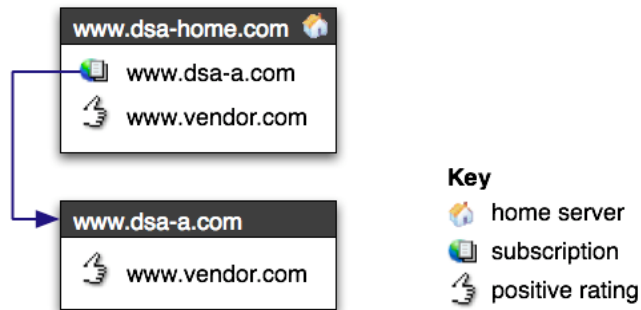 www.dsa-home.com
www.dsa-a.com
www.vendor.com
www.dsa-a.com
www.vendor.com
Key
home server
subscription
positive rating